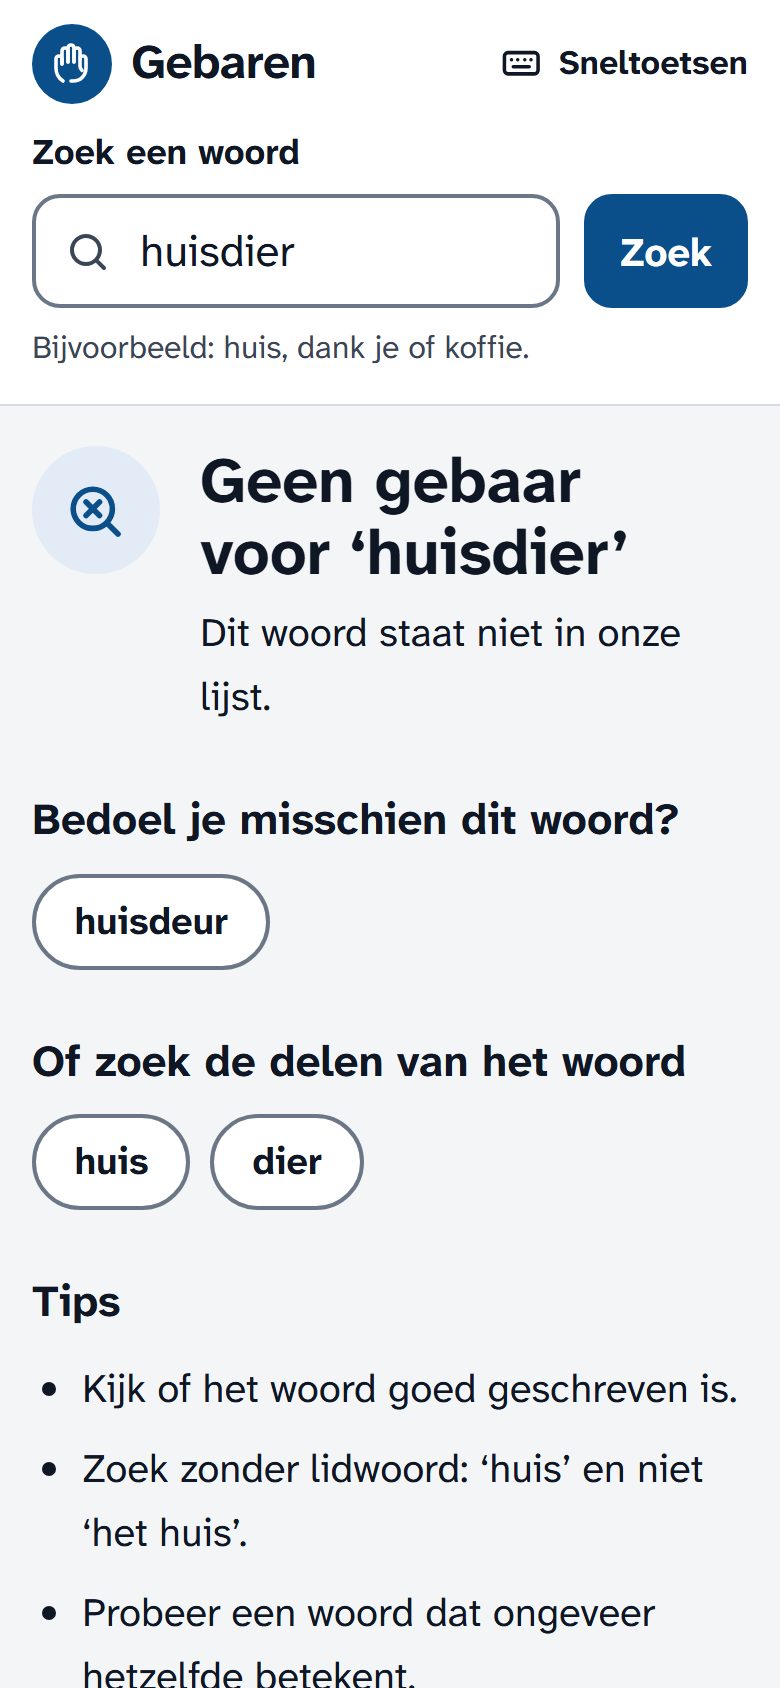 Gebaren
Sneltoetsen
Zoek een woord
huisdier
Zoek
Bijvoorbeeld: huis, dank je of koffie.
Geen gebaar
voor ‘huisdier’
Dit woord staat niet in onze
lijst.
Bedoel je misschien dit woord?
huisdeur
Of zoek de delen van het woord
huis
dier
Tips
Kijk of het woord goed geschreven is.
Zoek zonder lidwoord: ‘huis’ en niet
‘het huis’.
Probeer een woord dat ongeveer
hetzelfde betekent.